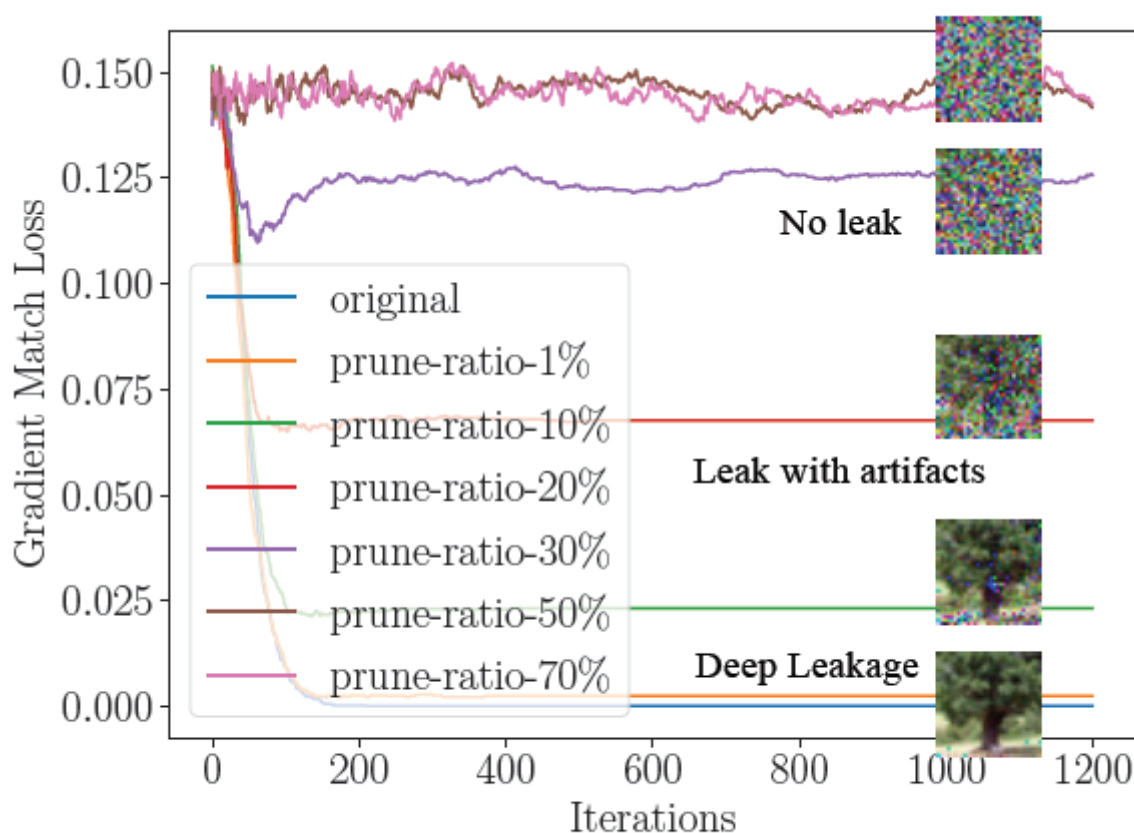 0.150
0.125
0.100
0.075
0.050
0.025
0.000
Gradient Match Loss
No leak
original
prune-ratio-1%
prune-ratio-10%
prune-ratio-20%
prune-ratio-30%
prune-ratio-50%
prune-ratio-70%
Leak with artifacts
Deep Leakage
0 200 400 600 800 1000 1200
Iterations